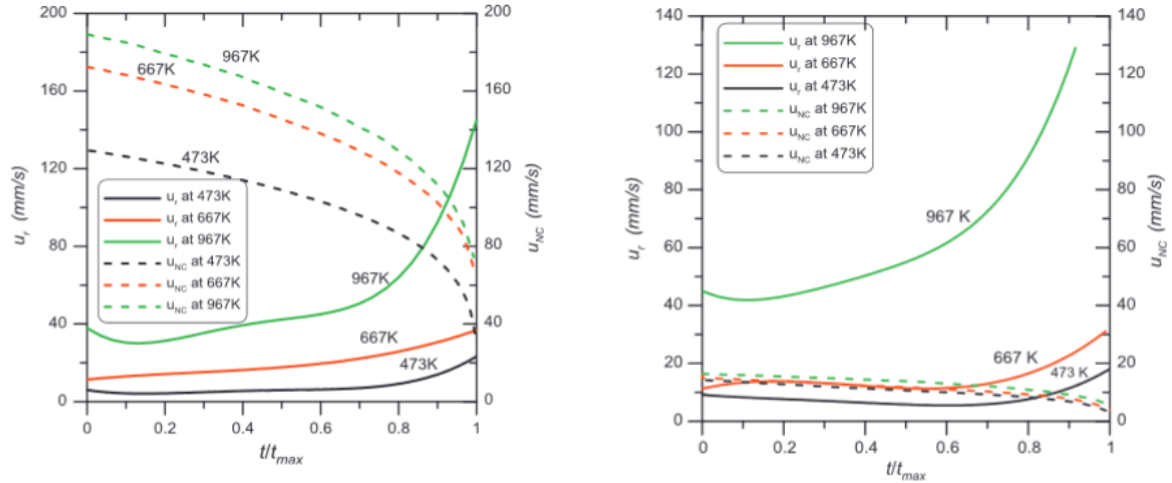 200
160
120
80
40
0
u_r (mm/s)
967K
667K
473K
u_r at 473K
u_r at 667K
u_r at 967K
u_NC at 473K
u_NC at 667K
u_NC at 967K
967K
667K
473K
200
160
120
80
40
0
u_NC (mm/s)
0 0.2 0.4 0.6 0.8 1
t/t_max
140
120
100
80
60
40
20
0
u_r (mm/s)
u_r at 967K
u_r at 667K
u_r at 473K
u_NC at 967K
u_NC at 667K
u_NC at 473K
967 K
667 K
473 K
140
120
100
80
60
40
20
0
u_NC (mm/s)
0 0.2 0.4 0.6 0.8 1
t/t_max